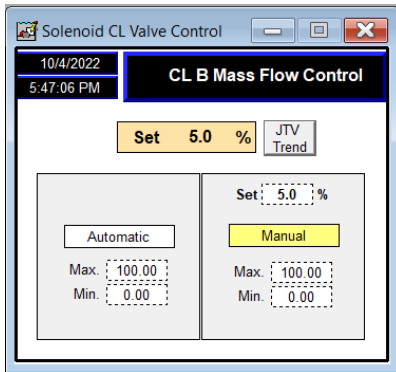 Solenoid CL Valve Control
10/4/2022
5:47:06 PM
CL B Mass Flow Control
Set 5.0 %
JTV
Trend
Automatic
Max. 100.00
Min. 0.00
Set 5.0 %
Manual
Max. 100.00
Min. 0.00